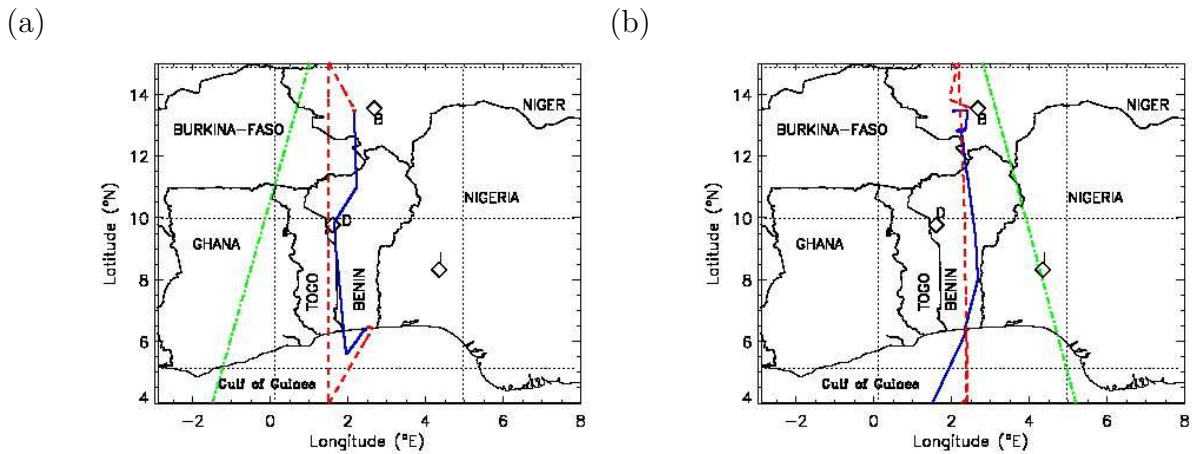 (a)
14
12
10
8
6
4
Latitude (°N)
NIGER
B
BURKINA-FASO
NIGERIA
D
GHANA
TOGO
BENIN
I
Gulf of Guinea
-2 0 2 4 6 8
Longitude (°E)
(b)
14
12
10
8
6
4
Latitude (°N)
NIGER
B
BURKINA-FASO
NIGERIA
D
GHANA
TOGO
BENIN
I
Gulf of Guinea
-2 0 2 4 6 8
Longitude (°E)